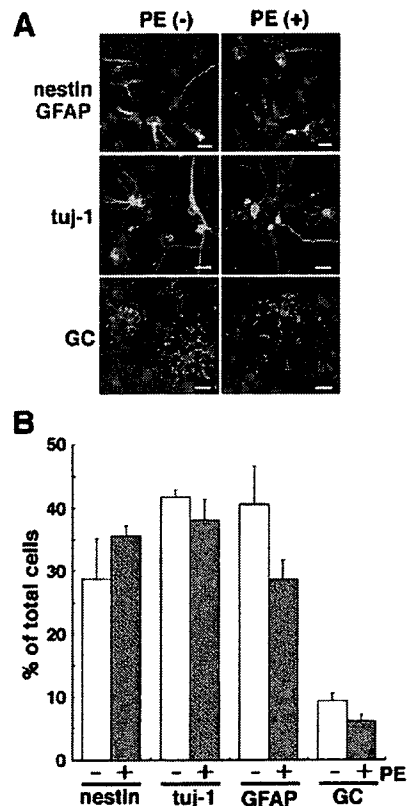 A
PE (-) PE (+)
nestin
GFAP
tuj-1
GC
B
% of total cells
50
40
30
20
10
0
- + - + - + - + PE
nestin tuj-1 GFAP GC